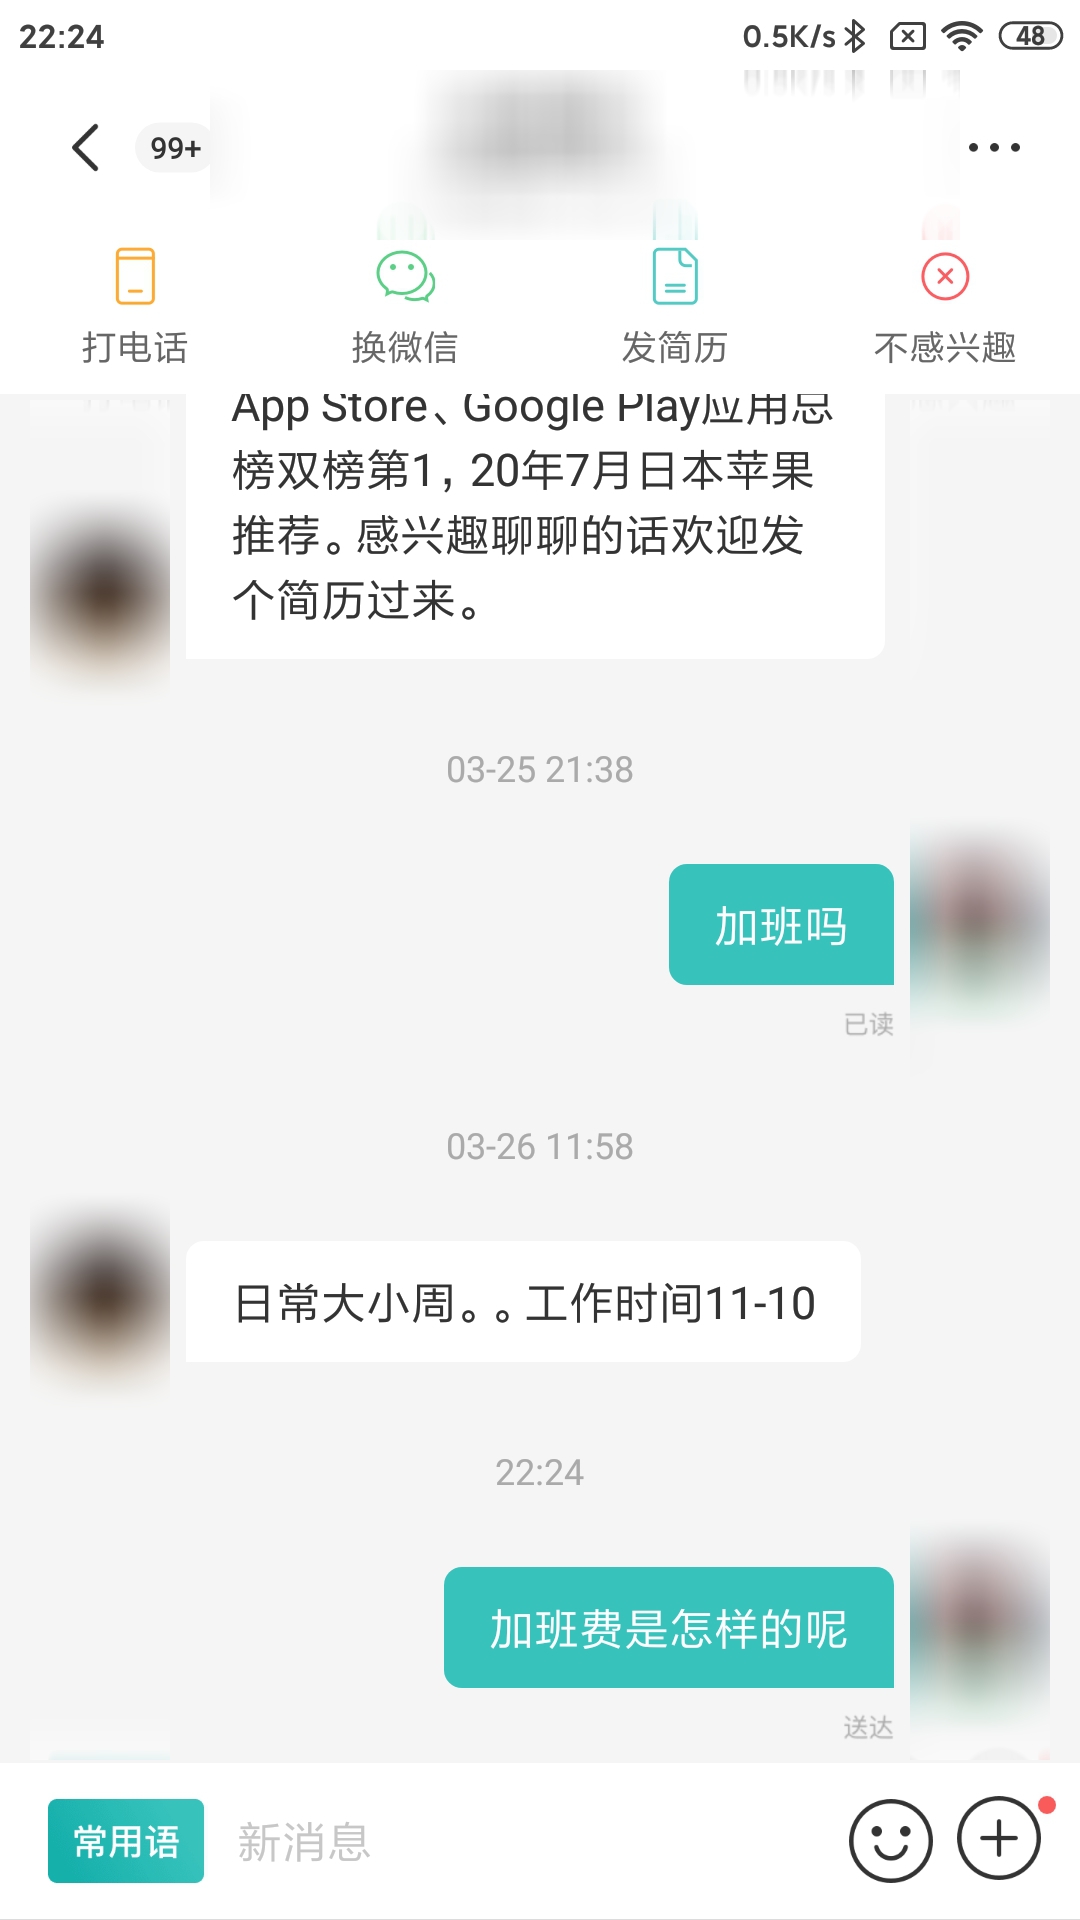 22:24
0.5K/s
48
99+
打电话
换微信
发简历
不感兴趣
App Store、Google Play应用总
榜双榜第1，20年7月日本苹果
推荐。感兴趣聊聊的话欢迎发
个简历过来。
03-25 21:38
加班吗
已读
03-26 11:58
日常大小周。。工作时间11-10
22:24
加班费是怎样的呢
送达
常用语
新消息